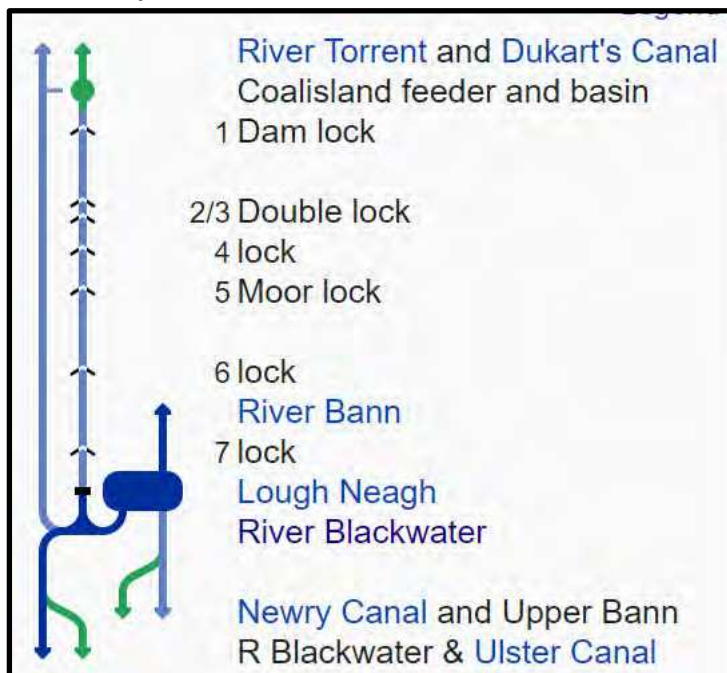 River Torrent and Dukart's Canal
Coalisland feeder and basin
1 Dam lock
2/3 Double lock
4 lock
5 Moor lock
6 lock
River Bann
7 lock
Lough Neagh
River Blackwater
Newry Canal and Upper Bann
R Blackwater & Ulster Canal